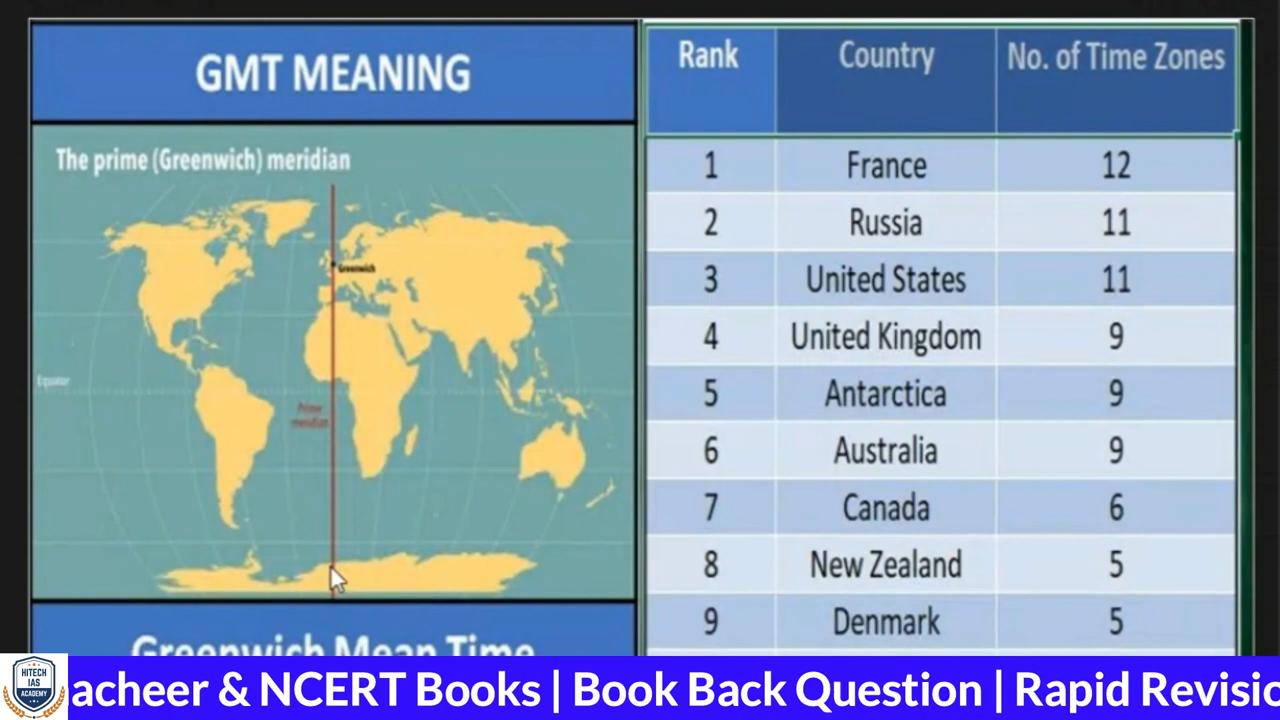 GMT MEANING
The prime (Greenwich) meridian
Greenwich
Equator
Prime
meridian
Greenwich Mean Time
Rank Country No. of Time Zones
1 France 12
2 Russia 11
3 United States 11
4 United Kingdom 9
5 Antarctica 9
6 Australia 9
7 Canada 6
8 New Zealand 5
9 Denmark 5
HITECH
IAS
ACADEMY
acheer & NCERT Books | Book Back Question | Rapid Revisio